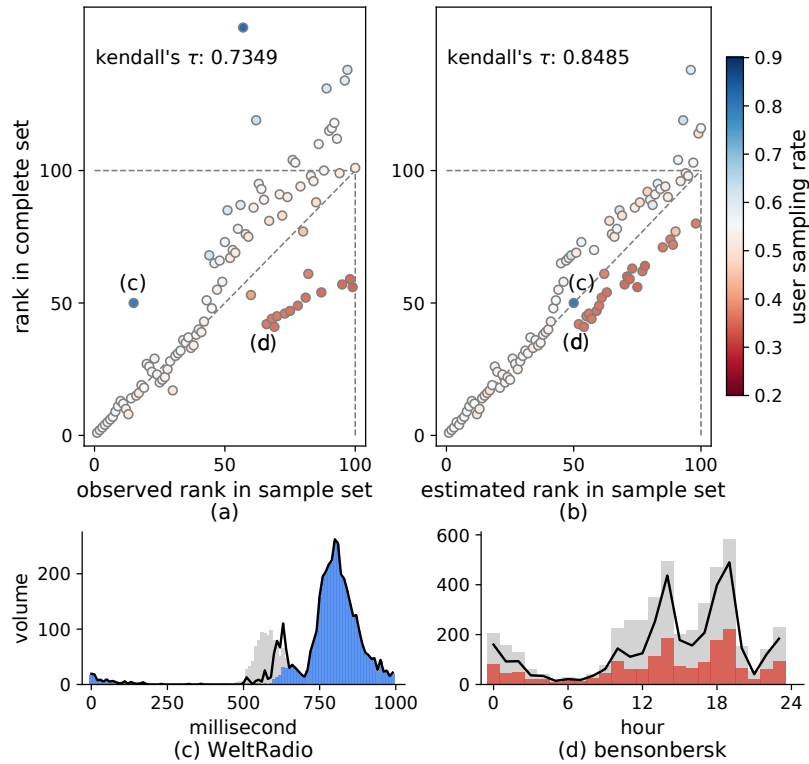 kendall's τ: 0.7349
rank in complete set
100
50
0
(c)
(d)
0
50
100
observed rank in sample set
(a)
kendall's τ: 0.8485
(c)
(d)
0
50
100
estimated rank in sample set
(b)
0.9
0.8
0.7
0.6
0.5
0.4
0.3
0.2
user sampling rate
volume
200
100
0
0
250
500
750
1000
millisecond
(c) WeltRadio
600
400
200
0
0
6
12
18
24
hour
(d) bensonbersk